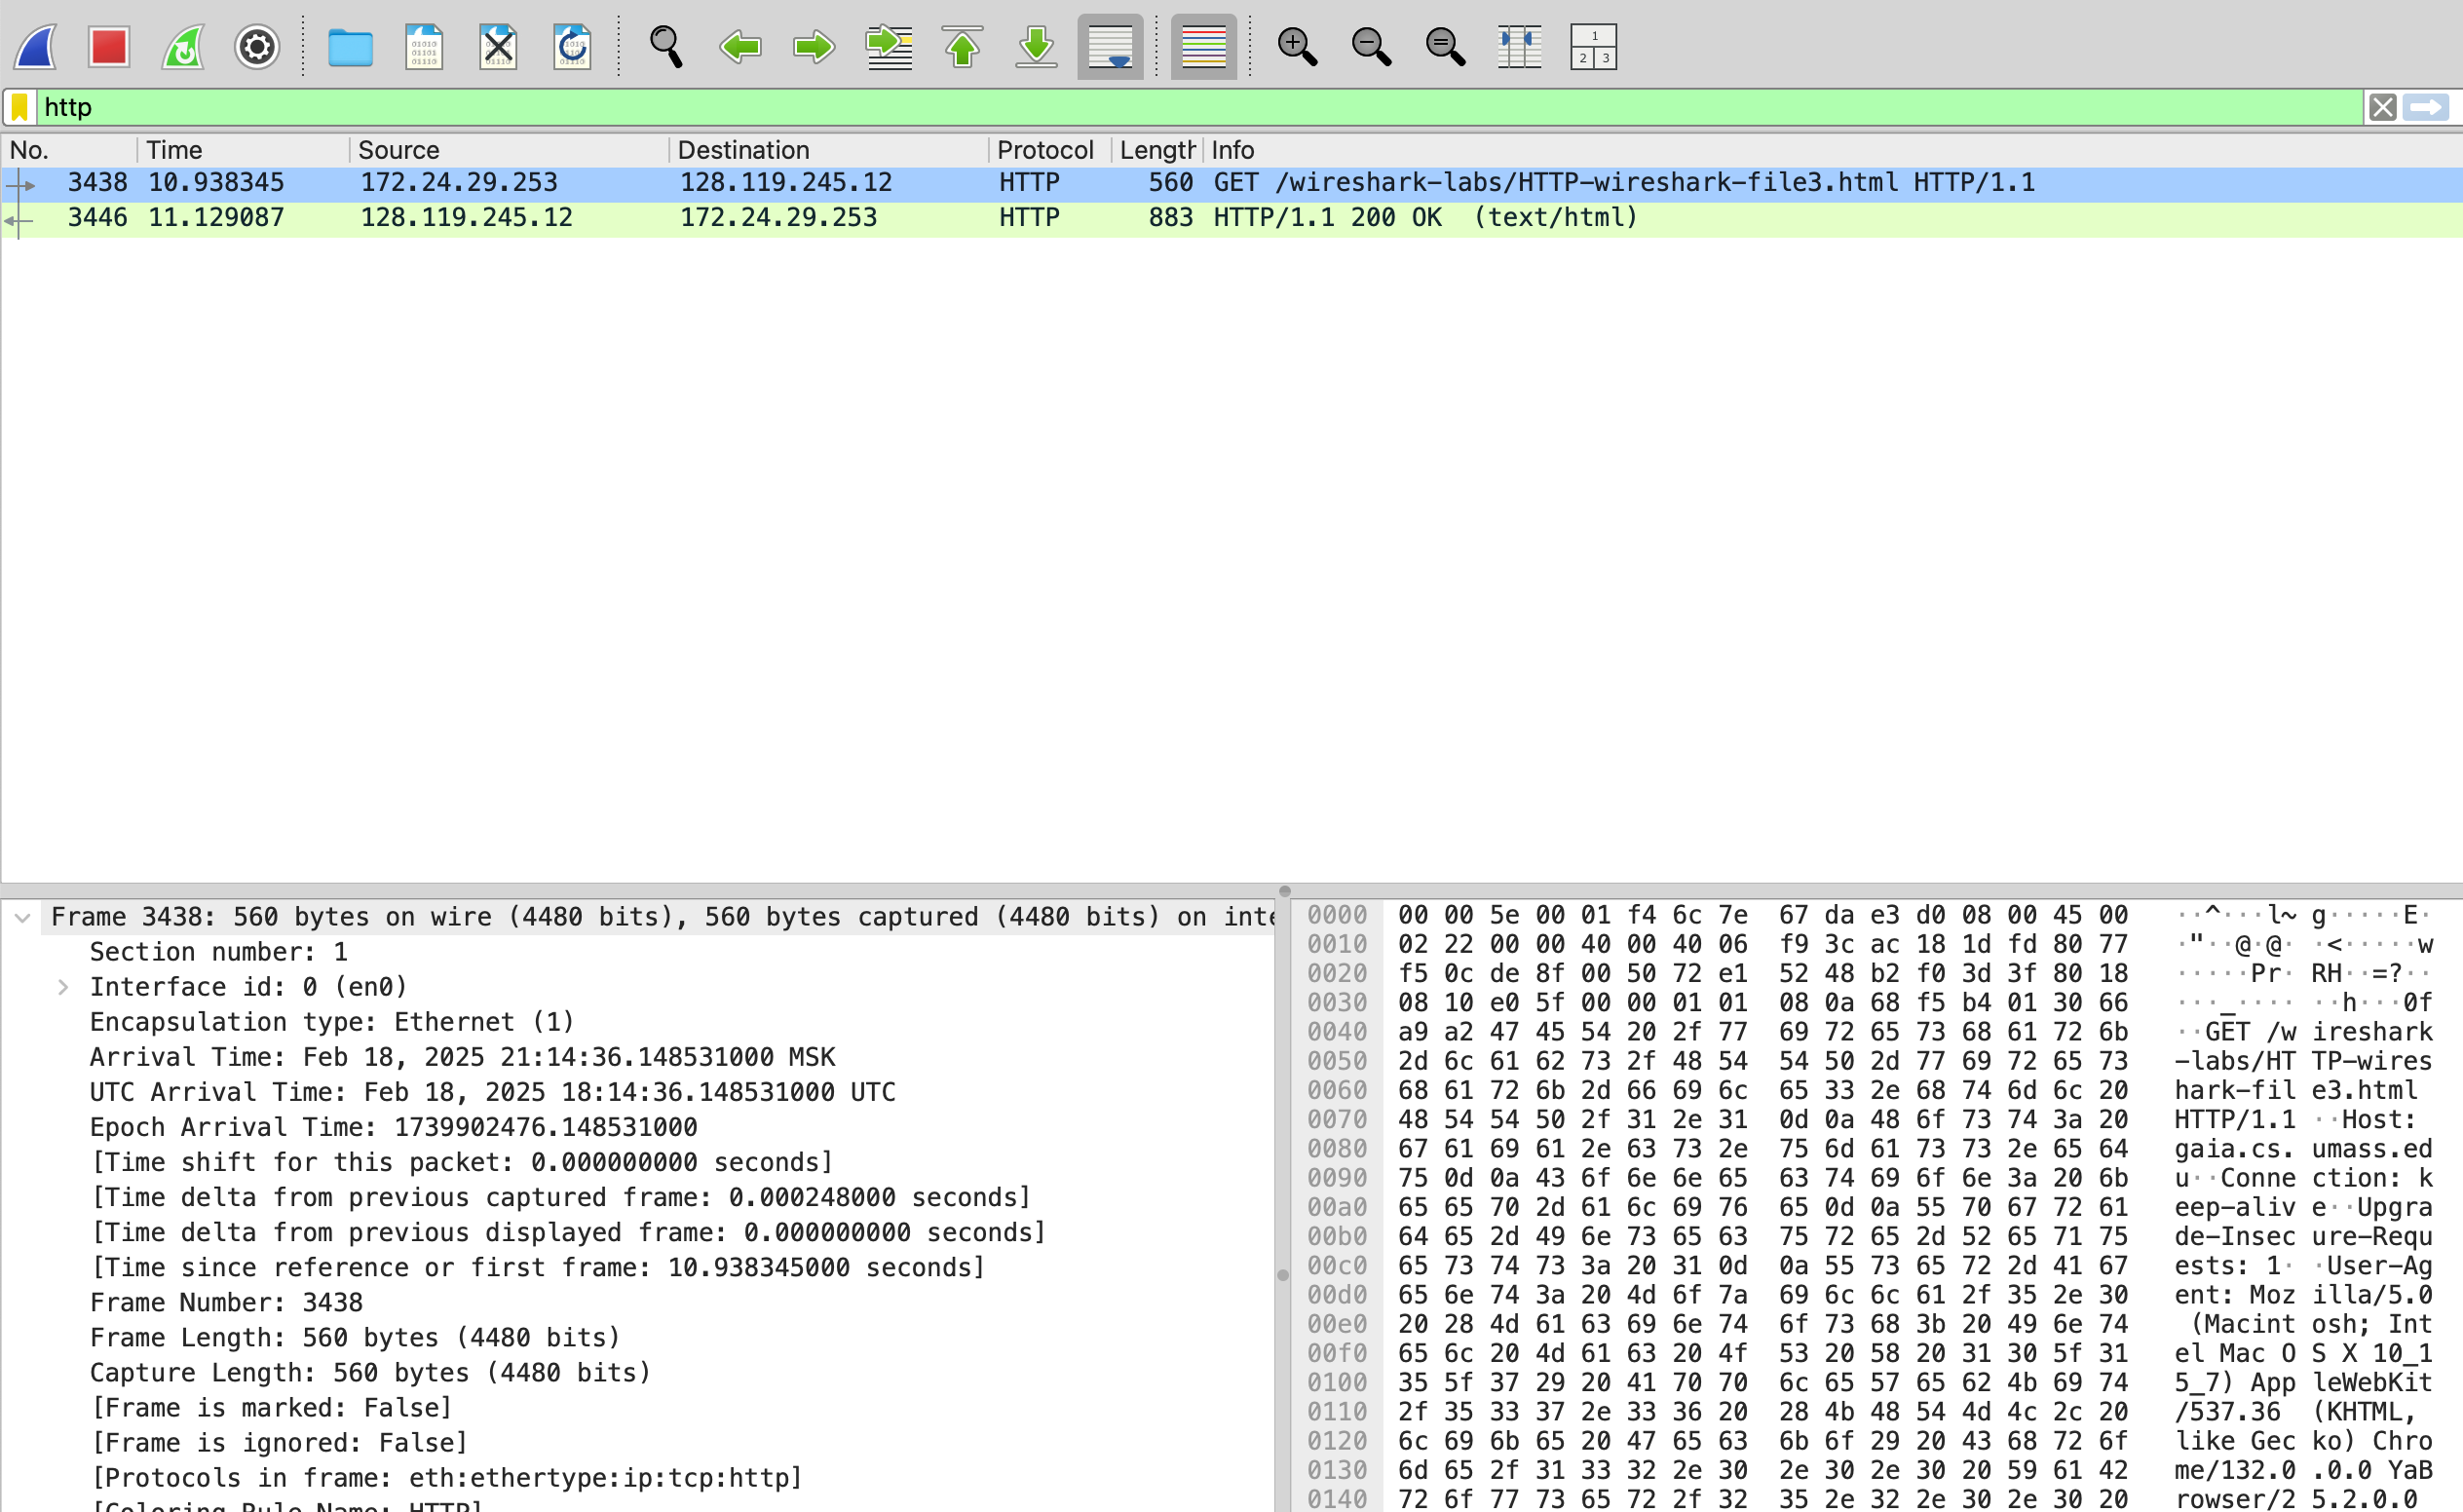 http
No. Time Source Destination Protocol Length Info
3438 10.938345 172.24.29.253 128.119.245.12 HTTP 560 GET /wireshark-labs/HTTP-wireshark-file3.html HTTP/1.1
3446 11.129087 128.119.245.12 172.24.29.253 HTTP 883 HTTP/1.1 200 OK (text/html)
Frame 3438: 560 bytes on wire (4480 bits), 560 bytes captured (4480 bits) on inte
Section number: 1
Interface id: 0 (en0)
Encapsulation type: Ethernet (1)
Arrival Time: Feb 18, 2025 21:14:36.148531000 MSK
UTC Arrival Time: Feb 18, 2025 18:14:36.148531000 UTC
Epoch Arrival Time: 1739902476.148531000
[Time shift for this packet: 0.000000000 seconds]
[Time delta from previous captured frame: 0.000248000 seconds]
[Time delta from previous displayed frame: 0.000000000 seconds]
[Time since reference or first frame: 10.938345000 seconds]
Frame Number: 3438
Frame Length: 560 bytes (4480 bits)
Capture Length: 560 bytes (4480 bits)
[Frame is marked: False]
[Frame is ignored: False]
[Protocols in frame: eth:ethertype:ip:tcp:http]
[Coloring Rule Name: HTTP]
0000 00 00 5e 00 01 f4 6c 7e 67 da e3 d0 08 00 45 00 ··^···l~ g·····E·
0010 02 22 00 00 40 00 40 06 f9 3c ac 18 1d fd 80 77 ·"··@·@· ·<·····w
0020 f5 0c de 8f 00 50 72 e1 52 48 b2 f0 3d 3f 80 18 ·····Pr· RH··=?··
0030 08 10 e0 5f 00 00 01 01 08 0a 68 f5 b4 01 30 66 ···_···· ··h···0f
0040 a9 a2 47 45 54 20 2f 77 69 72 65 73 68 61 72 6b ··GET /w ireshark
0050 2d 6c 61 62 73 2f 48 54 54 50 2d 77 69 72 65 73 -labs/HT TP-wires
0060 68 61 72 6b 2d 66 69 6c 65 33 2e 68 74 6d 6c 20 hark-fil e3.html
0070 48 54 54 50 2f 31 2e 31 0d 0a 48 6f 73 74 3a 20 HTTP/1.1 ··Host:
0080 67 61 69 61 2e 63 73 2e 75 6d 61 73 73 2e 65 64 gaia.cs. umass.ed
0090 75 0d 0a 43 6f 6e 6e 65 63 74 69 6f 6e 3a 20 6b u··Conne ction: k
00a0 65 65 70 2d 61 6c 69 76 65 0d 0a 55 70 67 72 61 eep-aliv e··Upgra
00b0 64 65 2d 49 6e 73 65 63 75 72 65 2d 52 65 71 75 de-Insec ure-Requ
00c0 65 73 74 73 3a 20 31 0d 0a 55 73 65 72 2d 41 67 ests: 1· ·User-Ag
00d0 65 6e 74 3a 20 4d 6f 7a 69 6c 6c 61 2f 35 2e 30 ent: Moz illa/5.0
00e0 20 28 4d 61 63 69 6e 74 6f 73 68 3b 20 49 6e 74 (Macint osh; Int
00f0 65 6c 20 4d 61 63 20 4f 53 20 58 20 31 30 5f 31 el Mac O S X 10_1
0100 35 5f 37 29 20 41 70 70 6c 65 57 65 62 4b 69 74 5_7) App leWebKit
0110 2f 35 33 37 2e 33 36 20 28 4b 48 54 4d 4c 2c 20 /537.36 (KHTML,
0120 6c 69 6b 65 20 47 65 63 6b 6f 29 20 43 68 72 6f like Gec ko) Chro
0130 6d 65 2f 31 33 32 2e 30 2e 30 2e 30 20 59 61 42 me/132.0 .0.0 YaB
0140 72 6f 77 73 65 72 2f 32 35 2e 32 2e 30 2e 30 20 rowser/2 5.2.0.0